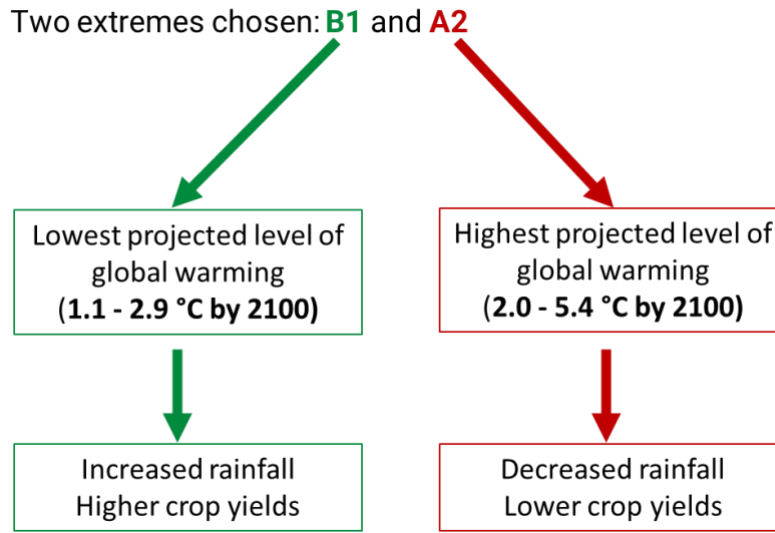 Two extremes chosen: B1 and A2
Lowest projected level of
global warming
(1.1 - 2.9 °C by 2100)
Highest projected level of
global warming
(2.0 - 5.4 °C by 2100)
Increased rainfall
Higher crop yields
Decreased rainfall
Lower crop yields